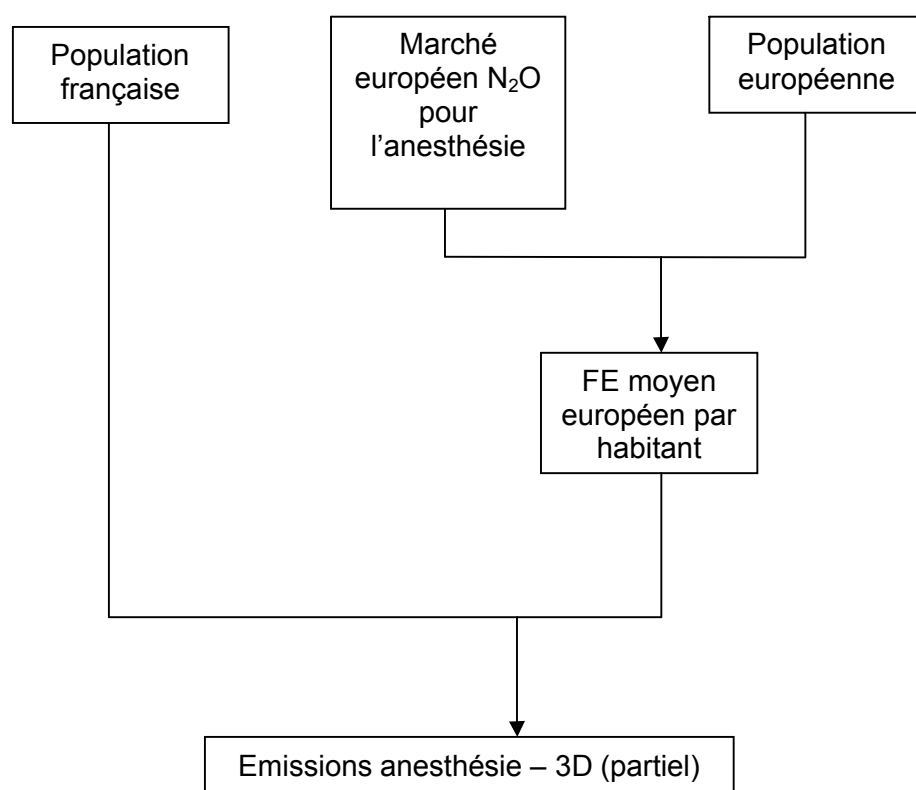 Population
française
Marché
européen N₂O
pour
l’anesthésie
Population
européenne
FE moyen
européen par
habitant
Emissions anesthésie – 3D (partiel)